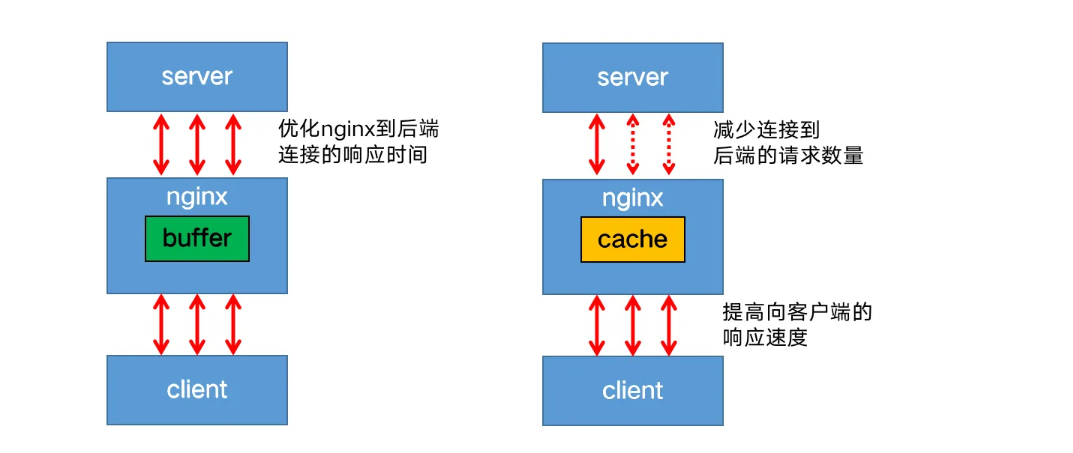 server
优化nginx到后端
连接的响应时间
nginx
buffer
client
server
减少连接到
后端的请求数量
nginx
cache
提高向客户端的
响应速度
client